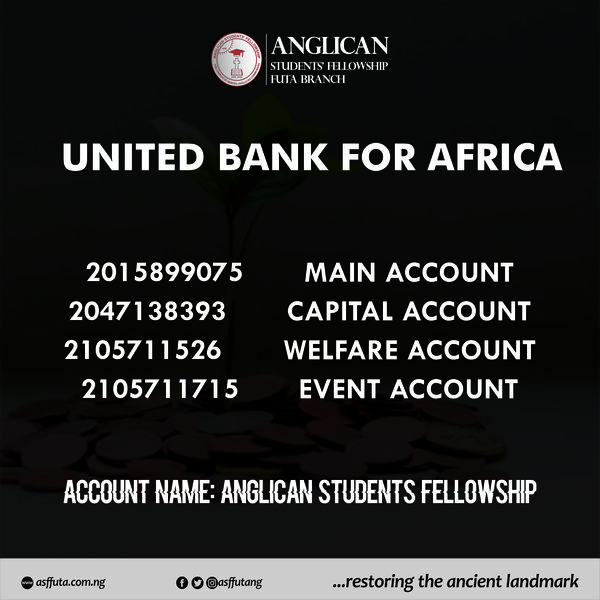 ANGLICAN
STUDENTS' FELLOWSHIP
FUTA BRANCH
UNITED BANK FOR AFRICA
2015899075 MAIN ACCOUNT
2047138393 CAPITAL ACCOUNT
2105711526 WELFARE ACCOUNT
2105711715 EVENT ACCOUNT
ACCOUNT NAME: ANGLICAN STUDENTS FELLOWSHIP
asffuta.com.ng @asffutang ...restoring the ancient landmark